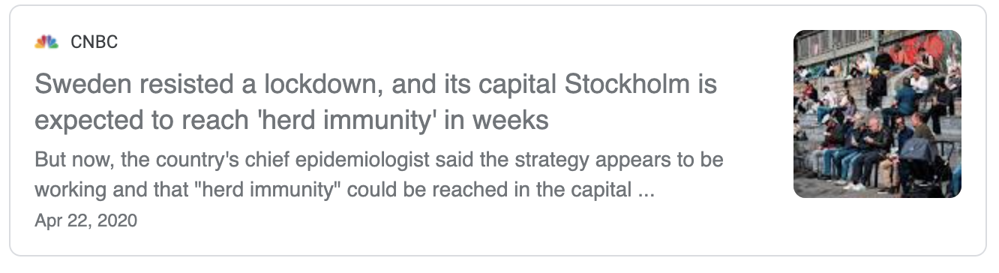 CNBC
Sweden resisted a lockdown, and its capital Stockholm is
expected to reach 'herd immunity' in weeks
But now, the country's chief epidemiologist said the strategy appears to be
working and that "herd immunity" could be reached in the capital ...
Apr 22, 2020